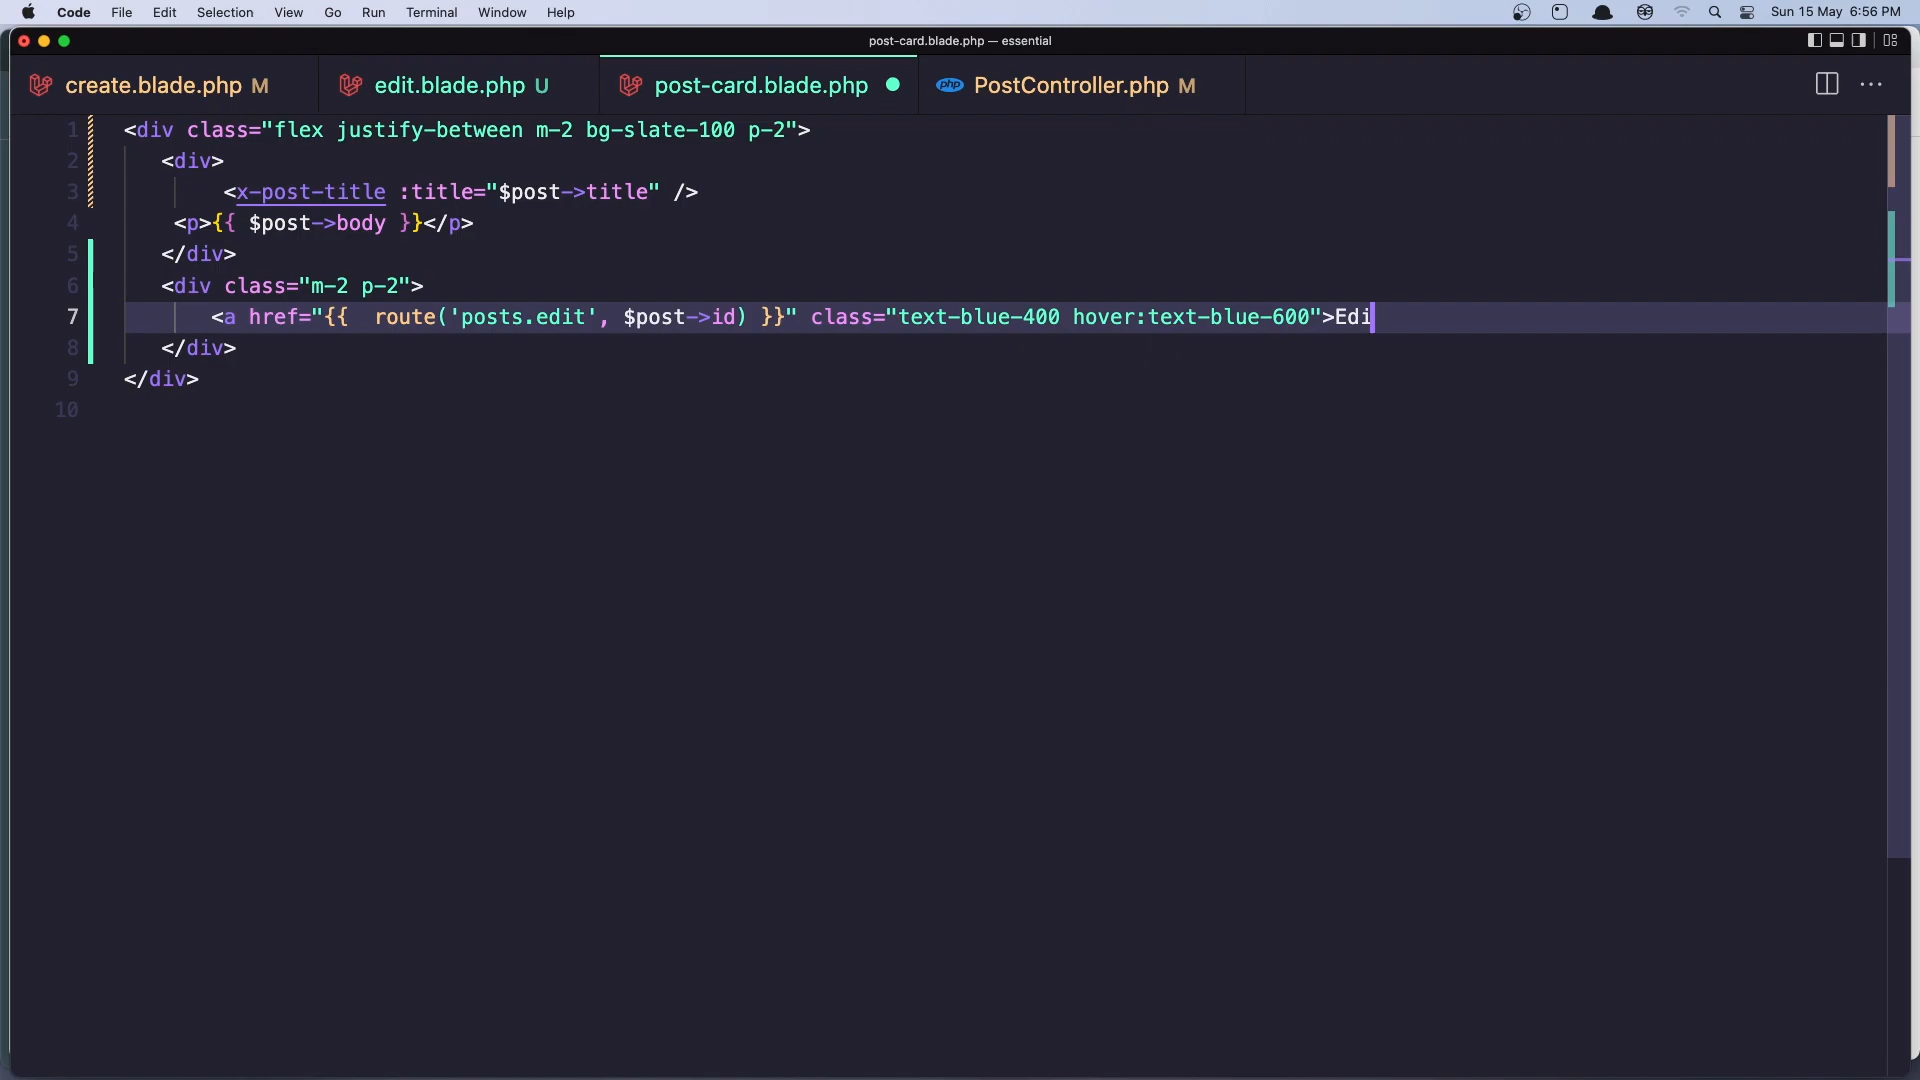 Code File Edit Selection View Go Run Terminal Window Help Sun 15 May 6:56 PM
post-card.blade.php — essential
create.blade.php M edit.blade.php U post-card.blade.php php PostController.php M
1 <div class="flex justify-between m-2 bg-slate-100 p-2">
2 <div>
3 <x-post-title :title="$post->title" />
4 <p>{{ $post->body }}</p>
5 </div>
6 <div class="m-2 p-2">
7 <a href="{{  route('posts.edit', $post->id) }}" class="text-blue-400 hover:text-blue-600">Edi
8 </div>
9 </div>
10